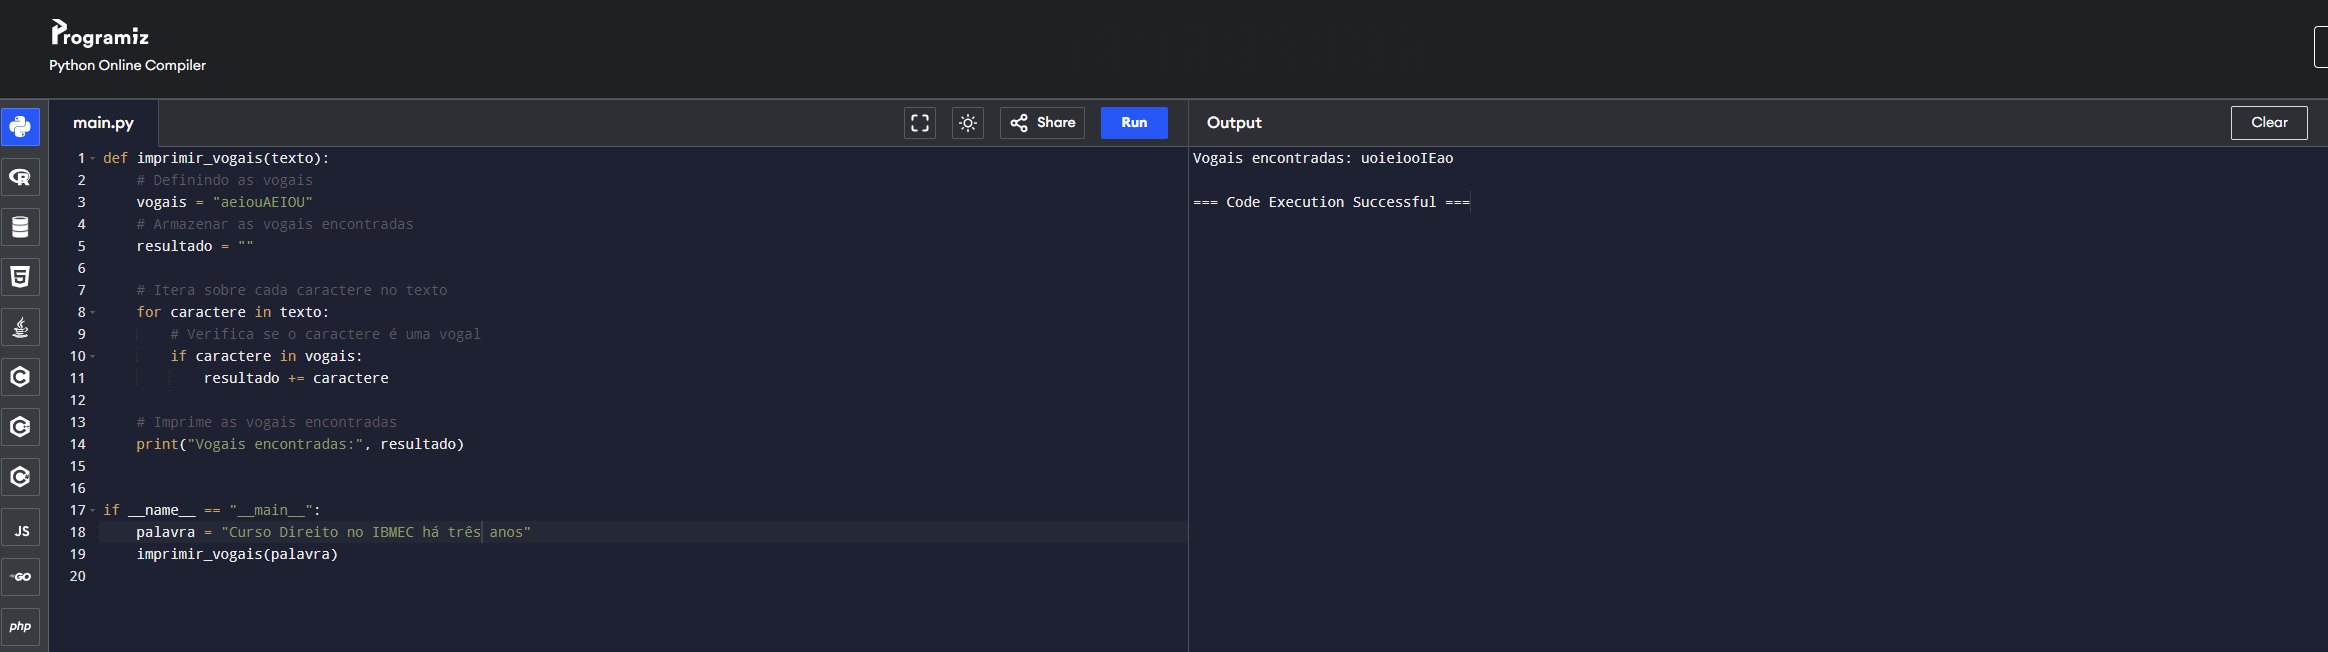 Programiz
Python Online Compiler
main.py
Share
Run
Output
Clear
1 def imprimir_vogais(texto):
2     # Definindo as vogais
3     vogais = "aeiouAEIOU"
4     # Armazenar as vogais encontradas
5     resultado = ""
6
7     # Itera sobre cada caractere no texto
8     for caractere in texto:
9         # Verifica se o caractere é uma vogal
10         if caractere in vogais:
11             resultado += caractere
12
13     # Imprime as vogais encontradas
14     print("Vogais encontradas:", resultado)
15
16
17 if __name__ == "__main__":
18     palavra = "Curso Direito no IBMEC há três anos"
19     imprimir_vogais(palavra)
20
Vogais encontradas: uoieiooIEao
=== Code Execution Successful ===
JS
GO
php